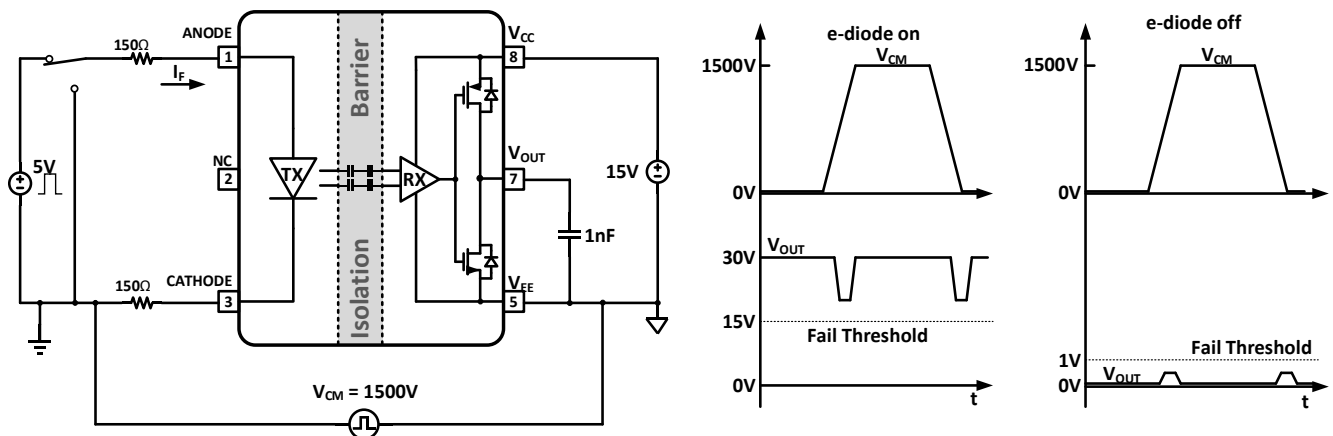 ANODE
150Ω
1
I_F
5V
NC
2
CATHODE
150Ω
3
TX
Isolation Barrier
RX
V_CC
8
V_OUT
7
15V
1nF
V_EE
5
V_CM = 1500V
e-diode on
1500V
V_CM
0V
30V
V_OUT
15V
Fail Threshold
0V
t
e-diode off
1500V
V_CM
0V
Fail Threshold
1V
V_OUT
0V
t